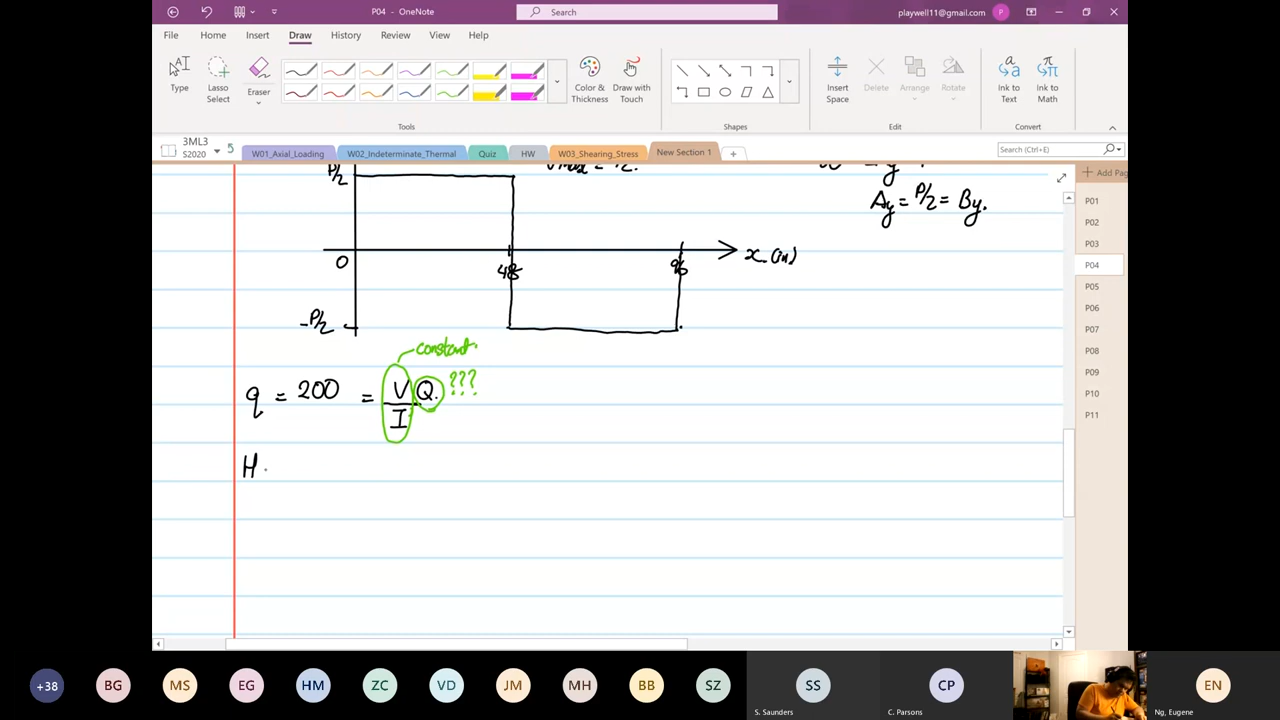 P04 - OneNote
Search
playwell11@gmail.com
P
File Home Insert Draw History Review View Help
Type
Lasso Select
Eraser
Color & Thickness
Draw with Touch
Insert Space
Delete
Arrange
Rotate
Ink to Text
Ink to Math
Tools
Shapes
Edit
Convert
3ML3 S2020
W01_Axial_Loading
W02_Indeterminate_Thermal
Quiz
HW
W03_Shearing_Stress
New Section 1
Search (Ctrl+E)
Add Pag
P01
P02
P03
P04
P05
P06
P07
P08
P09
P10
P11
P/2
Ay = P/2 = By.
0
48
96
x (in)
-P/2
constant.
q = 200 = V/I Q. ???
H
+38
BG
MS
EG
HM
ZC
VD
JM
MH
BB
SZ
SS
CP
EN
S. Saunders
C. Parsons
Ng, Eugene